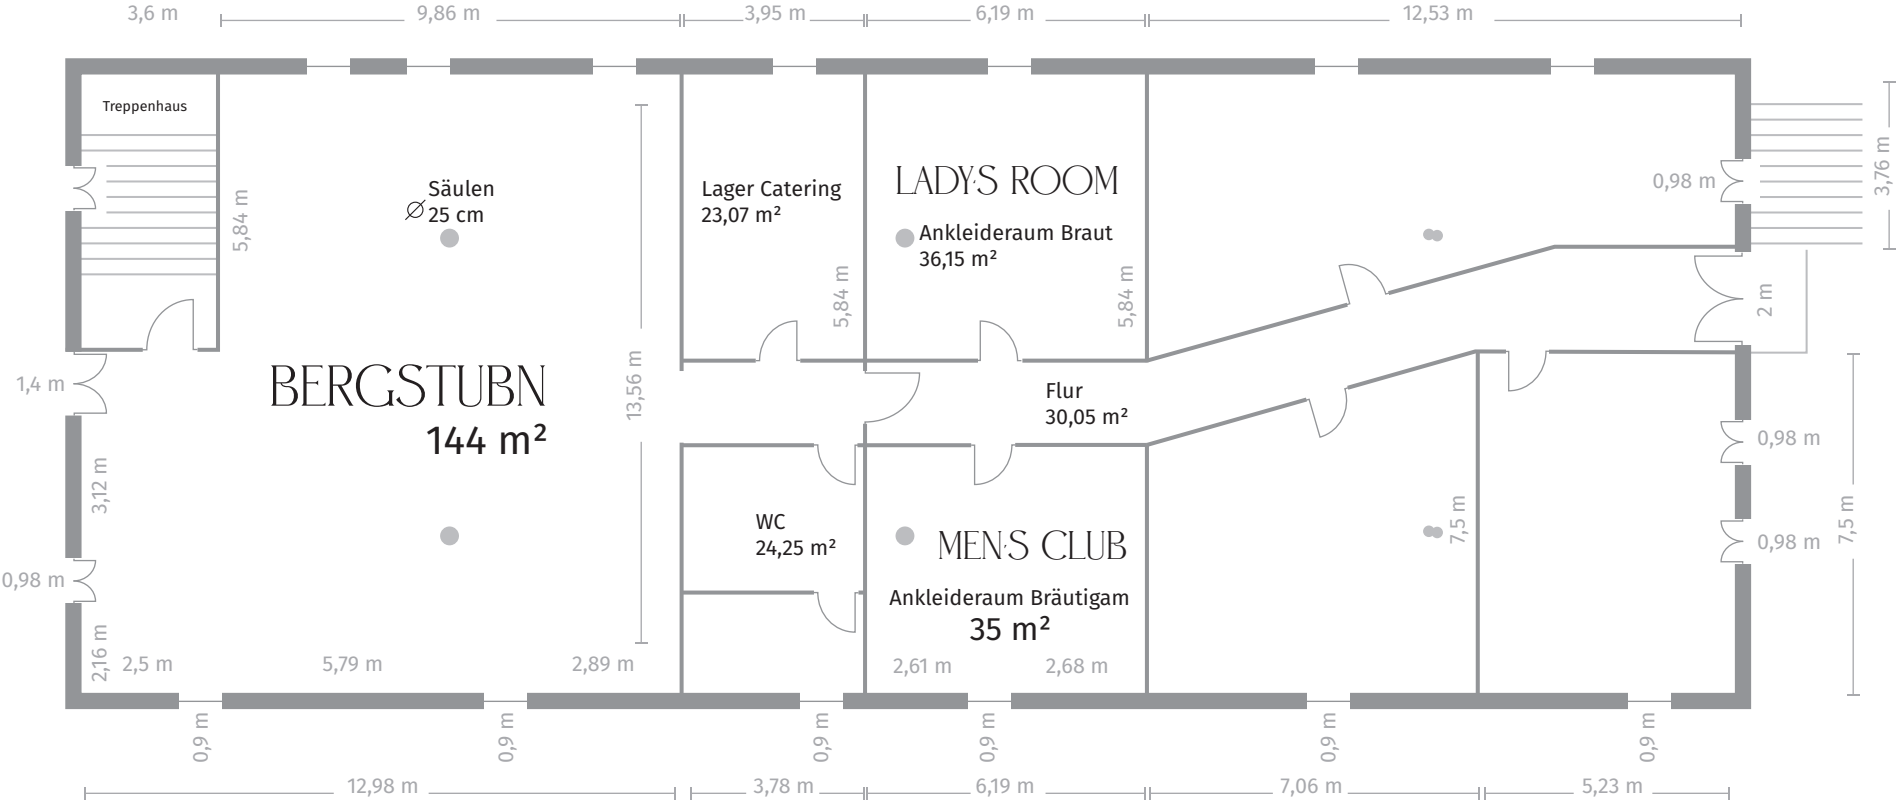 3,6 m
9,86 m
3,95 m
6,19 m
12,53 m
Treppenhaus
5,84 m
Säulen
25 cm
13,56 m
Lager Catering
23,07 m²
5,84 m
LADY'S ROOM
Ankleideraum Braut
36,15 m²
5,84 m
0,98 m
3,76 m
2 m
1,4 m
BERGSTUBN
144 m²
Flur
30,05 m²
3,12 m
0,98 m
2,16 m
2,5 m
5,79 m
2,89 m
WC
24,25 m²
MEN'S CLUB
Ankleideraum Bräutigam
35 m²
2,61 m
2,68 m
7,5 m
0,98 m
0,98 m
7,5 m
0,9 m
0,9 m
0,9 m
0,9 m
0,9 m
0,9 m
12,98 m
3,78 m
6,19 m
7,06 m
5,23 m